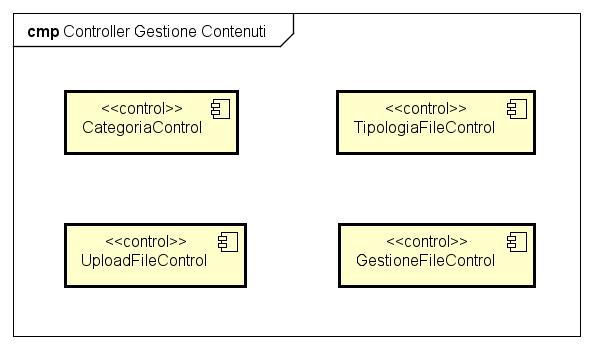 cmp Controller Gestione Contenuti
<<control>>
CategoriaControl
<<control>>
TipologiaFileControl
<<control>>
UploadFileControl
<<control>>
GestioneFileControl